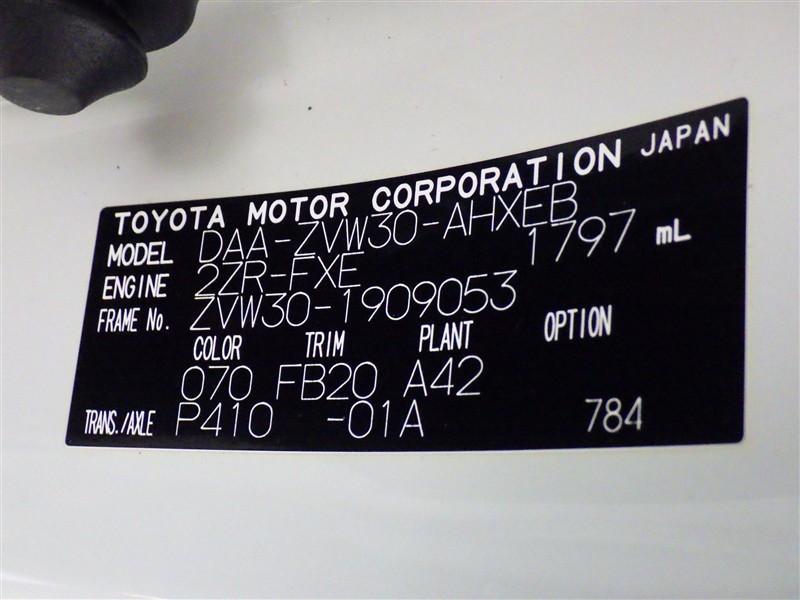 TOYOTA MOTOR CORPORATION JAPAN
MODEL DAA-ZVW30-AHXEB
ENGINE 2ZR-FXE 1797 mL
FRAME No. ZVW30-1909053
COLOR TRIM PLANT OPTION
070 FB20 A42
TRANS./AXLE P410 -01A 784